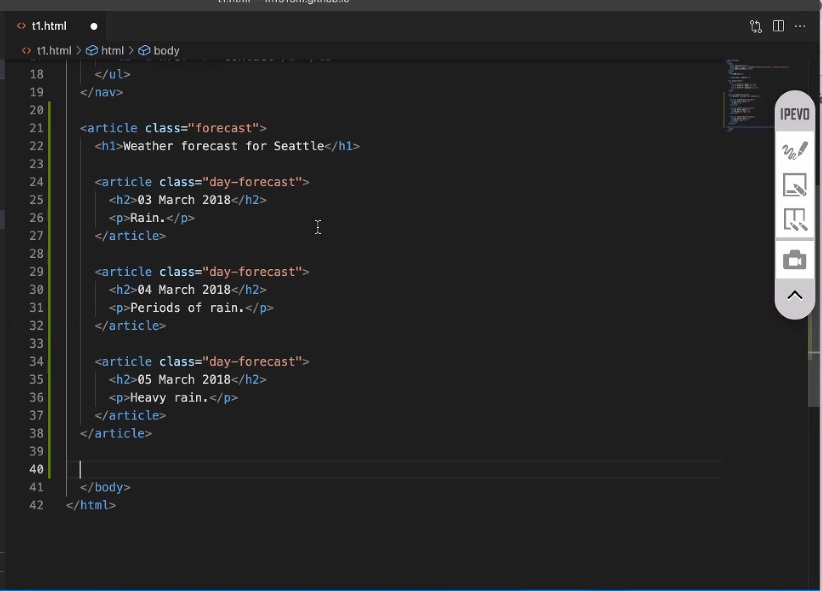 t1.html
t1.html > html > body
18 </ul>
19 </nav>
20
21 <article class="forecast">
22 <h1>Weather forecast for Seattle</h1>
23
24 <article class="day-forecast">
25 <h2>03 March 2018</h2>
26 <p>Rain.</p>
27 </article>
28
29 <article class="day-forecast">
30 <h2>04 March 2018</h2>
31 <p>Periods of rain.</p>
32 </article>
33
34 <article class="day-forecast">
35 <h2>05 March 2018</h2>
36 <p>Heavy rain.</p>
37 </article>
38 </article>
39
40
41 </body>
42 </html>
IPEVO